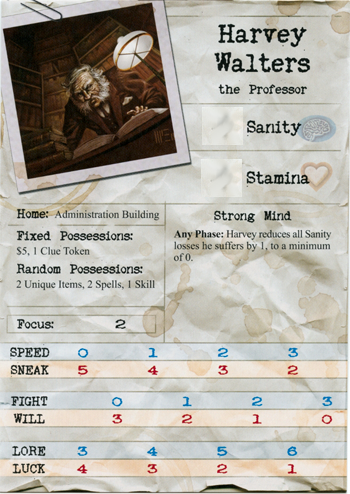 Harvey
Walters
the Professor
Sanity
Stamina
Home: Administration Building
Fixed Possessions:
$5, 1 Clue Token
Random Possessions:
2 Unique Items, 2 Spells, 1 Skill
Focus: 2
Strong Mind
Any Phase: Harvey reduces all Sanity
losses he suffers by 1, to a minimum
of 0.
SPEED 0 1 2 3
SNEAK 5 4 3 2
FIGHT 0 1 2 3
WILL 3 2 1 0
LORE 3 4 5 6
LUCK 4 3 2 1